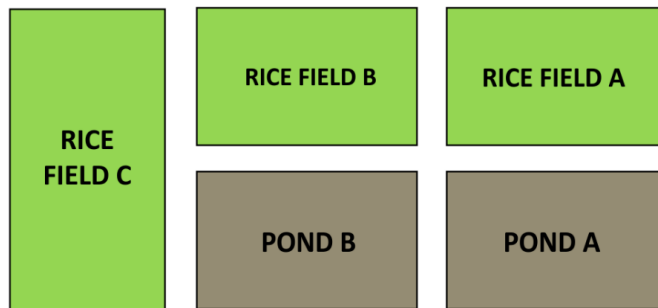 RICE
FIELD C
RICE FIELD B
RICE FIELD A
POND B
POND A